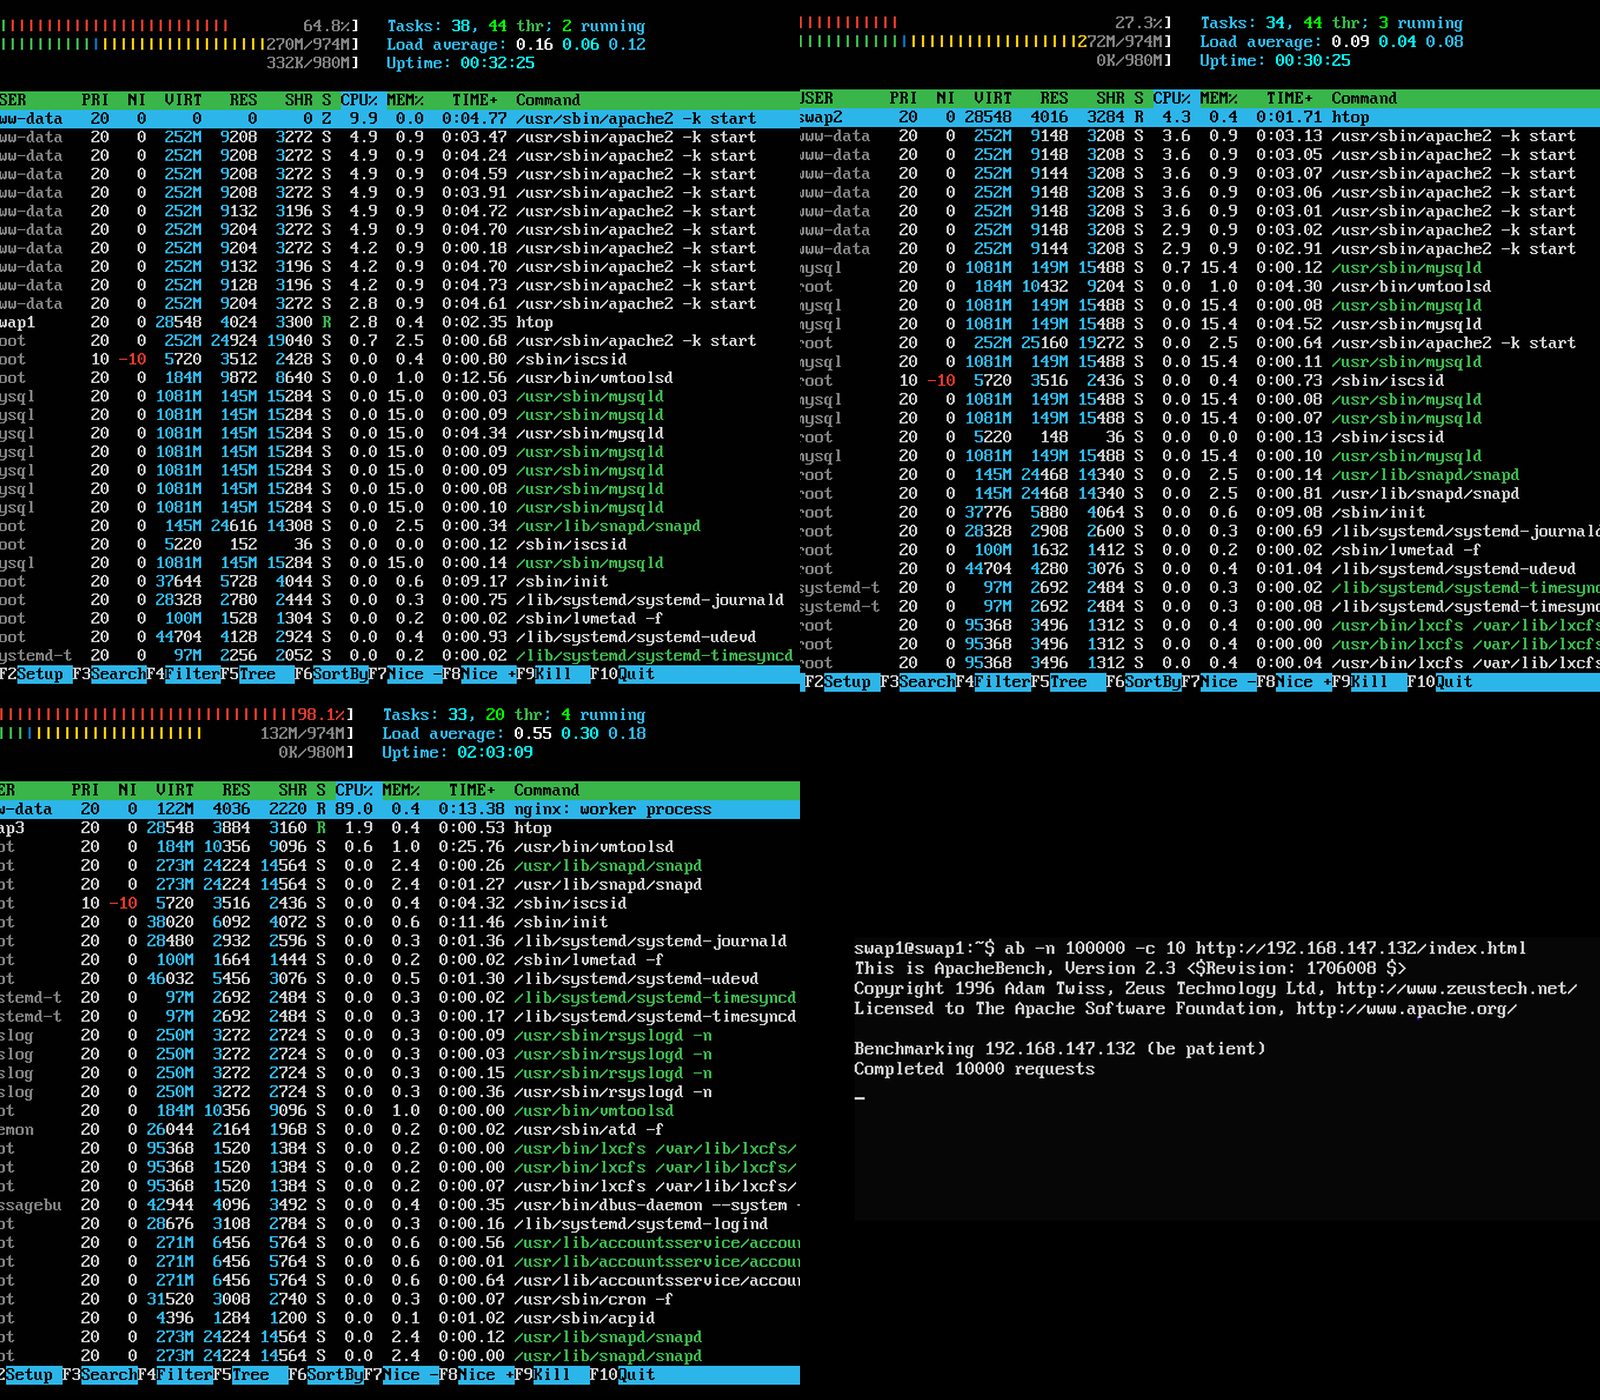 64.8%]
270M/974M]
332K/980M]
Tasks: 38, 44 thr; 2 running
Load average: 0.16 0.06 0.12
Uptime: 00:32:25
SER PRI NI VIRT RES SHR S CPU% MEM% TIME+ Command
ww-data 20 0 0 0 0 Z 9.9 0.0 0:04.77 /usr/sbin/apache2 -k start
ww-data 20 0 252M 9208 3272 S 4.9 0.9 0:03.47 /usr/sbin/apache2 -k start
ww-data 20 0 252M 9208 3272 S 4.9 0.9 0:04.24 /usr/sbin/apache2 -k start
ww-data 20 0 252M 9208 3272 S 4.9 0.9 0:04.59 /usr/sbin/apache2 -k start
ww-data 20 0 252M 9208 3272 S 4.9 0.9 0:03.91 /usr/sbin/apache2 -k start
ww-data 20 0 252M 9132 3196 S 4.9 0.9 0:04.72 /usr/sbin/apache2 -k start
ww-data 20 0 252M 9204 3272 S 4.9 0.9 0:04.70 /usr/sbin/apache2 -k start
ww-data 20 0 252M 9204 3272 S 4.2 0.9 0:00.18 /usr/sbin/apache2 -k start
ww-data 20 0 252M 9132 3196 S 4.2 0.9 0:04.70 /usr/sbin/apache2 -k start
ww-data 20 0 252M 9128 3196 S 4.2 0.9 0:04.73 /usr/sbin/apache2 -k start
ww-data 20 0 252M 9204 3272 S 2.8 0.9 0:04.61 /usr/sbin/apache2 -k start
wap1 20 0 28548 4024 3300 R 2.8 0.4 0:02.35 htop
oot 20 0 252M 24924 19040 S 0.7 2.5 0:00.68 /usr/sbin/apache2 -k start
oot 10 -10 5720 3512 2428 S 0.0 0.4 0:00.80 /sbin/iscsid
oot 20 0 184M 9872 8640 S 0.0 1.0 0:12.56 /usr/bin/vmtoolsd
ysql 20 0 1081M 145M 15284 S 0.0 15.0 0:00.03 /usr/sbin/mysqld
ysql 20 0 1081M 145M 15284 S 0.0 15.0 0:00.09 /usr/sbin/mysqld
ysql 20 0 1081M 145M 15284 S 0.0 15.0 0:04.34 /usr/sbin/mysqld
ysql 20 0 1081M 145M 15284 S 0.0 15.0 0:00.09 /usr/sbin/mysqld
ysql 20 0 1081M 145M 15284 S 0.0 15.0 0:00.09 /usr/sbin/mysqld
ysql 20 0 1081M 145M 15284 S 0.0 15.0 0:00.08 /usr/sbin/mysqld
ysql 20 0 1081M 145M 15284 S 0.0 15.0 0:00.10 /usr/sbin/mysqld
oot 20 0 145M 24616 14308 S 0.0 2.5 0:00.34 /usr/lib/snapd/snapd
oot 20 0 5220 152 36 S 0.0 0.0 0:00.12 /sbin/iscsid
ysql 20 0 1081M 145M 15284 S 0.0 15.0 0:00.14 /usr/sbin/mysqld
oot 20 0 37644 5728 4044 S 0.0 0.6 0:09.17 /sbin/init
oot 20 0 28328 2780 2444 S 0.0 0.3 0:00.75 /lib/systemd/systemd-journald
oot 20 0 100M 1528 1304 S 0.0 0.2 0:00.02 /sbin/lvmetad -f
oot 20 0 44704 4128 2924 S 0.0 0.4 0:00.93 /lib/systemd/systemd-udevd
ystemd-t 20 0 97M 2256 2052 S 0.0 0.2 0:00.02 /lib/systemd/systemd-timesyncd
F2Setup F3SearchF4FilterF5Tree F6SortByF7Nice -F8Nice +F9Kill F10Quit
27.3%]
272M/974M]
0K/980M]
Tasks: 34, 44 thr; 3 running
Load average: 0.09 0.04 0.08
Uptime: 00:30:25
USER PRI NI VIRT RES SHR S CPU% MEM% TIME+ Command
swap2 20 0 28548 4016 3284 R 4.3 0.4 0:01.71 htop
www-data 20 0 252M 9148 3208 S 3.6 0.9 0:03.13 /usr/sbin/apache2 -k start
www-data 20 0 252M 9148 3208 S 3.6 0.9 0:03.05 /usr/sbin/apache2 -k start
www-data 20 0 252M 9144 3208 S 3.6 0.9 0:03.07 /usr/sbin/apache2 -k start
www-data 20 0 252M 9148 3208 S 3.6 0.9 0:03.06 /usr/sbin/apache2 -k start
www-data 20 0 252M 9148 3208 S 3.6 0.9 0:03.01 /usr/sbin/apache2 -k start
www-data 20 0 252M 9148 3208 S 2.9 0.9 0:03.02 /usr/sbin/apache2 -k start
www-data 20 0 252M 9144 3208 S 2.9 0.9 0:02.91 /usr/sbin/apache2 -k start
mysql 20 0 1081M 149M 15488 S 0.7 15.4 0:00.12 /usr/sbin/mysqld
root 20 0 184M 10432 9204 S 0.0 1.0 0:04.30 /usr/bin/vmtoolsd
mysql 20 0 1081M 149M 15488 S 0.0 15.4 0:00.08 /usr/sbin/mysqld
mysql 20 0 1081M 149M 15488 S 0.0 15.4 0:04.52 /usr/sbin/mysqld
root 20 0 252M 25160 19272 S 0.0 2.5 0:00.64 /usr/sbin/apache2 -k start
mysql 20 0 1081M 149M 15488 S 0.0 15.4 0:00.11 /usr/sbin/mysqld
root 10 -10 5720 3516 2436 S 0.0 0.4 0:00.73 /sbin/iscsid
mysql 20 0 1081M 149M 15488 S 0.0 15.4 0:00.08 /usr/sbin/mysqld
mysql 20 0 1081M 149M 15488 S 0.0 15.4 0:00.07 /usr/sbin/mysqld
root 20 0 5220 148 36 S 0.0 0.0 0:00.13 /sbin/iscsid
mysql 20 0 1081M 149M 15488 S 0.0 15.4 0:00.10 /usr/sbin/mysqld
root 20 0 145M 24468 14340 S 0.0 2.5 0:00.14 /usr/lib/snapd/snapd
root 20 0 145M 24468 14340 S 0.0 2.5 0:00.81 /usr/lib/snapd/snapd
root 20 0 37776 5880 4064 S 0.0 0.6 0:09.08 /sbin/init
root 20 0 28328 2908 2600 S 0.0 0.3 0:00.69 /lib/systemd/systemd-journald
root 20 0 100M 1632 1412 S 0.0 0.2 0:00.02 /sbin/lvmetad -f
root 20 0 44704 4280 3076 S 0.0 0.4 0:01.04 /lib/systemd/systemd-udevd
systemd-t 20 0 97M 2692 2484 S 0.0 0.3 0:00.02 /lib/systemd/systemd-timesync
systemd-t 20 0 97M 2692 2484 S 0.0 0.3 0:00.08 /lib/systemd/systemd-timesync
root 20 0 95368 3496 1312 S 0.0 0.4 0:00.00 /usr/bin/lxcfs /var/lib/lxcfs
root 20 0 95368 3496 1312 S 0.0 0.4 0:00.00 /usr/bin/lxcfs /var/lib/lxcfs
root 20 0 95368 3496 1312 S 0.0 0.4 0:00.04 /usr/bin/lxcfs /var/lib/lxcfs
F2Setup F3SearchF4FilterF5Tree F6SortByF7Nice -F8Nice +F9Kill F10Quit
98.1%]
132M/974M]
0K/980M]
Tasks: 33, 20 thr; 4 running
Load average: 0.55 0.30 0.18
Uptime: 02:03:09
ER PRI NI VIRT RES SHR S CPU% MEM% TIME+ Command
w-data 20 0 122M 4036 2220 R 89.0 0.4 0:13.38 nginx: worker process
ap3 20 0 28548 3884 3160 R 1.9 0.4 0:00.53 htop
ot 20 0 184M 10356 9096 S 0.6 1.0 0:25.76 /usr/bin/vmtoolsd
ot 20 0 273M 24224 14564 S 0.0 2.4 0:00.26 /usr/lib/snapd/snapd
ot 20 0 273M 24224 14564 S 0.0 2.4 0:01.27 /usr/lib/snapd/snapd
ot 10 -10 5720 3516 2436 S 0.0 0.4 0:04.32 /sbin/iscsid
ot 20 0 38020 6092 4072 S 0.0 0.6 0:11.46 /sbin/init
ot 20 0 28480 2932 2596 S 0.0 0.3 0:01.36 /lib/systemd/systemd-journald
ot 20 0 100M 1664 1444 S 0.0 0.2 0:00.02 /sbin/lvmetad -f
ot 20 0 46032 5456 3076 S 0.0 0.5 0:01.30 /lib/systemd/systemd-udevd
stemd-t 20 0 97M 2692 2484 S 0.0 0.3 0:00.02 /lib/systemd/systemd-timesyncd
stemd-t 20 0 97M 2692 2484 S 0.0 0.3 0:00.17 /lib/systemd/systemd-timesyncd
slog 20 0 250M 3272 2724 S 0.0 0.3 0:00.09 /usr/sbin/rsyslogd -n
slog 20 0 250M 3272 2724 S 0.0 0.3 0:00.03 /usr/sbin/rsyslogd -n
slog 20 0 250M 3272 2724 S 0.0 0.3 0:00.15 /usr/sbin/rsyslogd -n
slog 20 0 250M 3272 2724 S 0.0 0.3 0:00.36 /usr/sbin/rsyslogd -n
ot 20 0 184M 10356 9096 S 0.0 1.0 0:00.00 /usr/bin/vmtoolsd
emon 20 0 26044 2164 1968 S 0.0 0.2 0:00.02 /usr/sbin/atd -f
ot 20 0 95368 1520 1384 S 0.0 0.2 0:00.00 /usr/bin/lxcfs /var/lib/lxcfs/
ot 20 0 95368 1520 1384 S 0.0 0.2 0:00.00 /usr/bin/lxcfs /var/lib/lxcfs/
ot 20 0 95368 1520 1384 S 0.0 0.2 0:00.07 /usr/bin/lxcfs /var/lib/lxcfs/
ssagebu 20 0 42944 4096 3492 S 0.0 0.4 0:00.35 /usr/bin/dbus-daemon --system -
ot 20 0 28676 3108 2784 S 0.0 0.3 0:00.16 /lib/systemd/systemd-logind
ot 20 0 271M 6456 5764 S 0.0 0.6 0:00.56 /usr/lib/accountsservice/accoun
ot 20 0 271M 6456 5764 S 0.0 0.6 0:00.01 /usr/lib/accountsservice/accoun
ot 20 0 271M 6456 5764 S 0.0 0.6 0:00.64 /usr/lib/accountsservice/accoun
ot 20 0 31520 3008 2740 S 0.0 0.3 0:00.07 /usr/sbin/cron -f
ot 20 0 4396 1284 1200 S 0.0 0.1 0:01.02 /usr/sbin/acpid
ot 20 0 273M 24224 14564 S 0.0 2.4 0:00.12 /usr/lib/snapd/snapd
ot 20 0 273M 24224 14564 S 0.0 2.4 0:00.00 /usr/lib/snapd/snapd
2Setup F3SearchF4FilterF5Tree F6SortByF7Nice -F8Nice +F9Kill F10Quit
swap1@swap1:~$ ab -n 100000 -c 10 http://192.168.147.132/index.html
This is ApacheBench, Version 2.3 <$Revision: 1706008 $>
Copyright 1996 Adam Twiss, Zeus Technology Ltd, http://www.zeustech.net/
Licensed to The Apache Software Foundation, http://www.apache.org/
Benchmarking 192.168.147.132 (be patient)
Completed 10000 requests